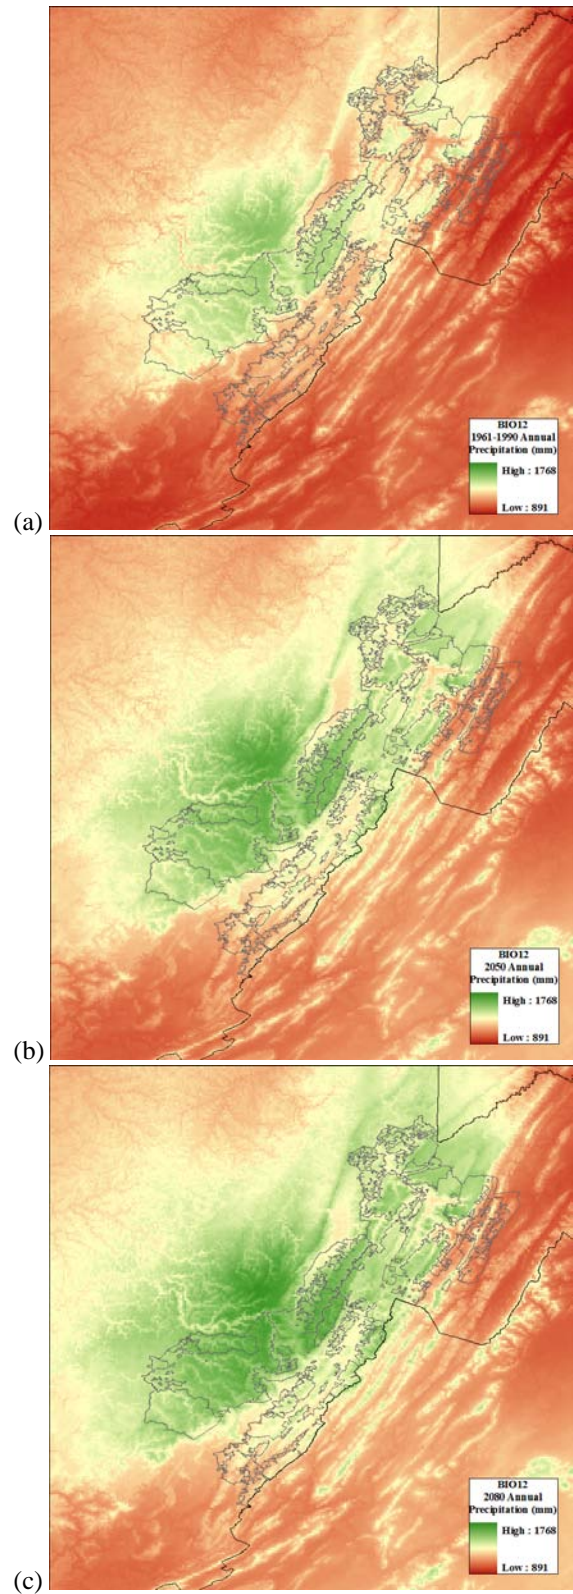 BIO12
1961-1990 Annual
Precipitation (mm)
High : 1768
Low : 891
(a)
BIO12
2050 Annual
Precipitation (mm)
High : 1768
Low : 891
(b)
BIO12
2080 Annual
Precipitation (mm)
High : 1768
Low : 891
(c)